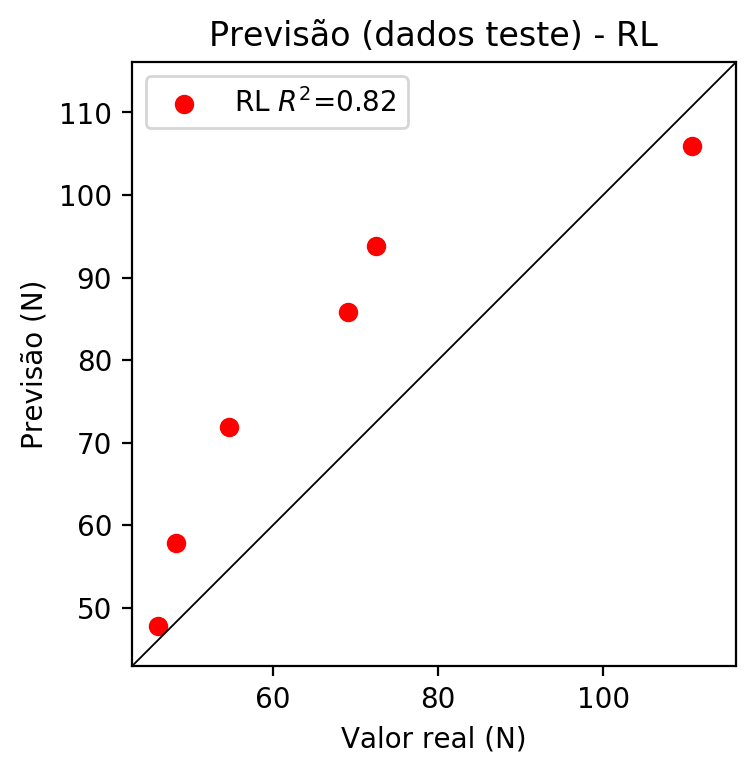 Previsão (dados teste) - RL
RL R²=0.82
110
100
90
80
70
60
50
Previsão (N)
60 80 100
Valor real (N)